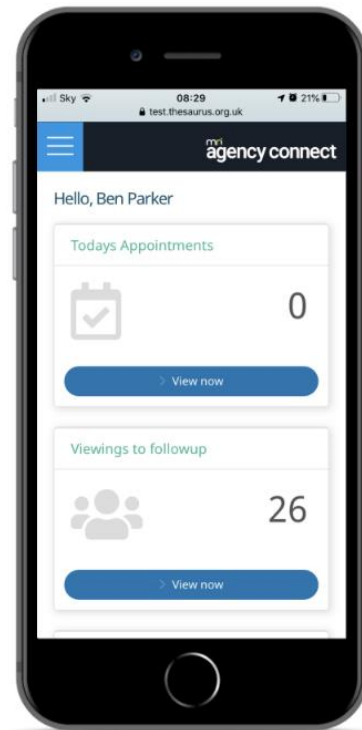 Sky 08:29 21%
test.thesaurus.org.uk
mri
agency connect
Hello, Ben Parker
Todays Appointments
0
View now
Viewings to followup
26
View now